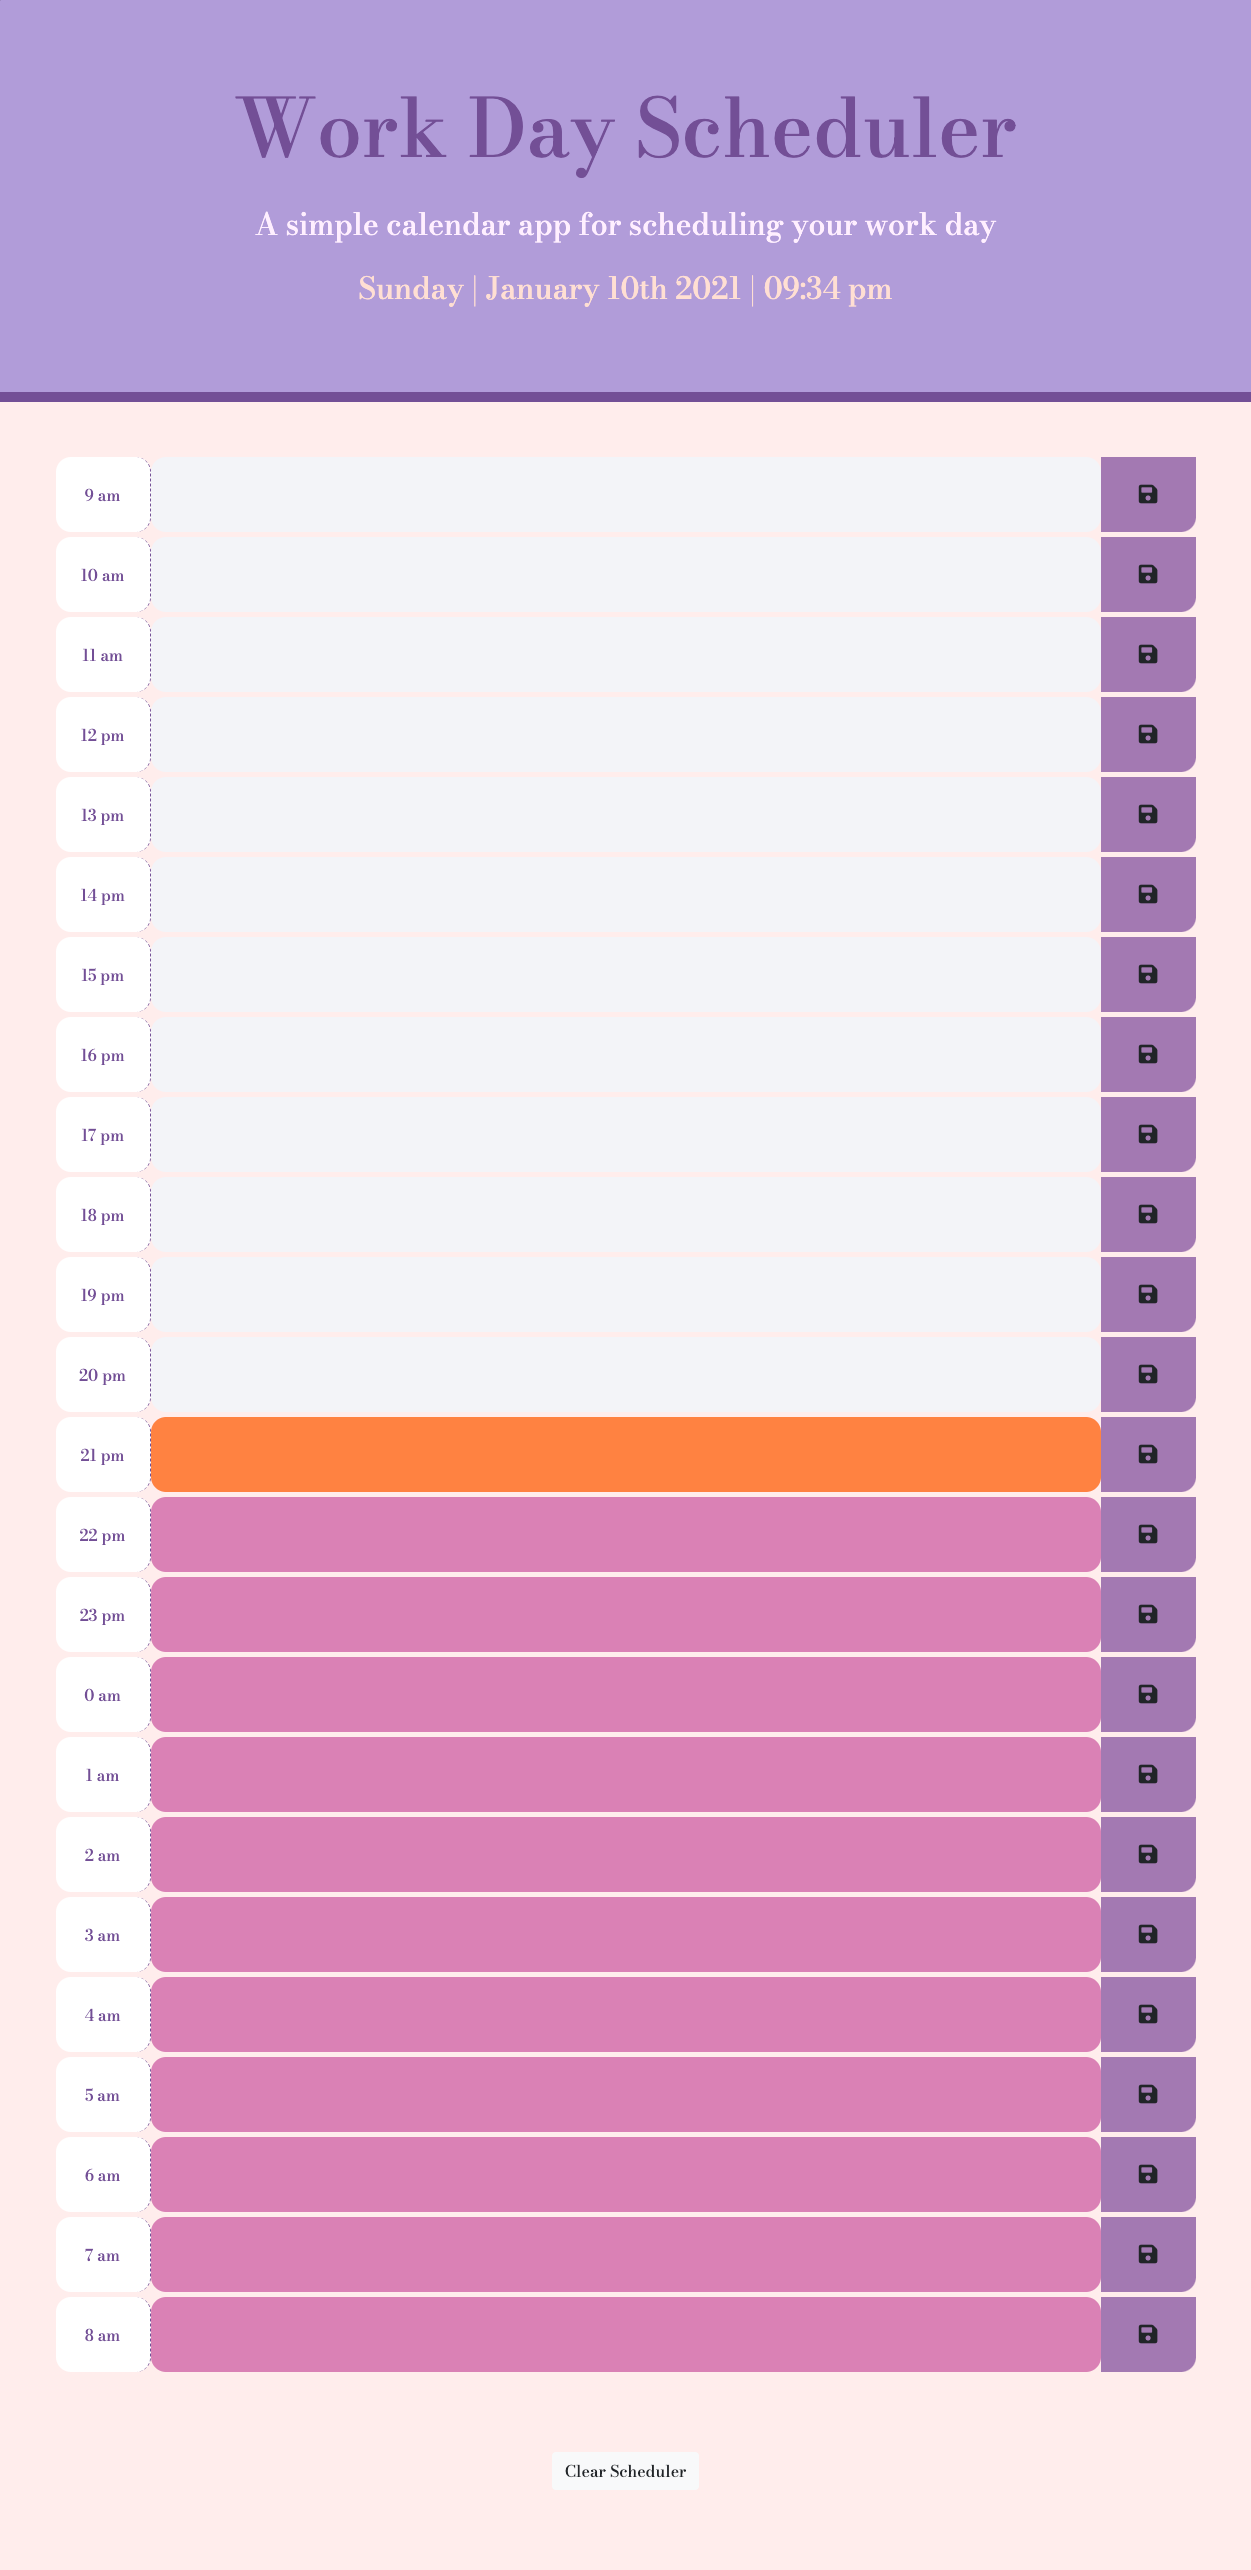 Work Day Scheduler
A simple calendar app for scheduling your work day
Sunday | January 10th 2021 | 09:34 pm
9 am
10 am
11 am
12 pm
13 pm
14 pm
15 pm
16 pm
17 pm
18 pm
19 pm
20 pm
21 pm
22 pm
23 pm
0 am
1 am
2 am
3 am
4 am
5 am
6 am
7 am
8 am
Clear Scheduler